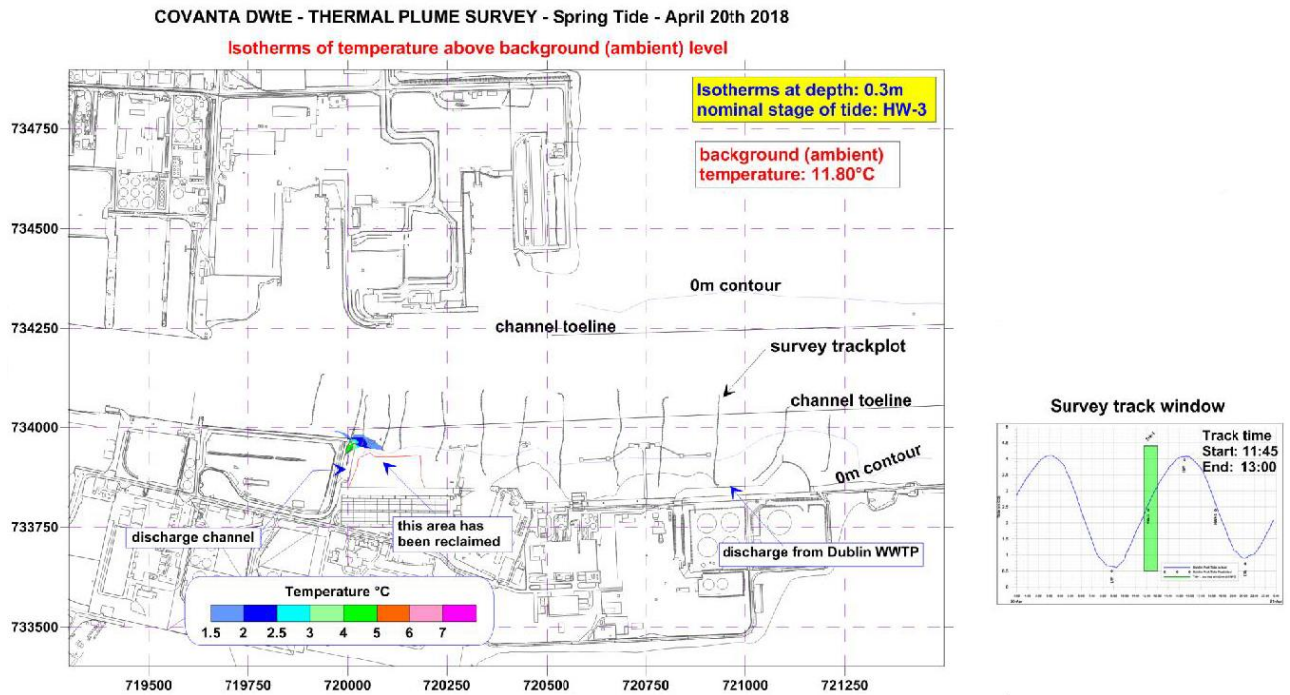 COVANTA DWtE - THERMAL PLUME SURVEY - Spring Tide - April 20th 2018
Isotherms of temperature above background (ambient) level
Isotherms at depth: 0.3m
nominal stage of tide: HW-3
background (ambient)
temperature: 11.80°C
734750
734500
734250
734000
733750
733500
0m contour
channel toeline
survey trackplot
channel toeline
0m contour
discharge channel
this area has
been reclaimed
discharge from Dublin WWTP
Temperature °C
1.5 2 2.5 3 4 5 6 7
719500 719750 720000 720250 720500 720750 721000 721250
Survey track window
Track time
Start: 11:45
End: 13:00